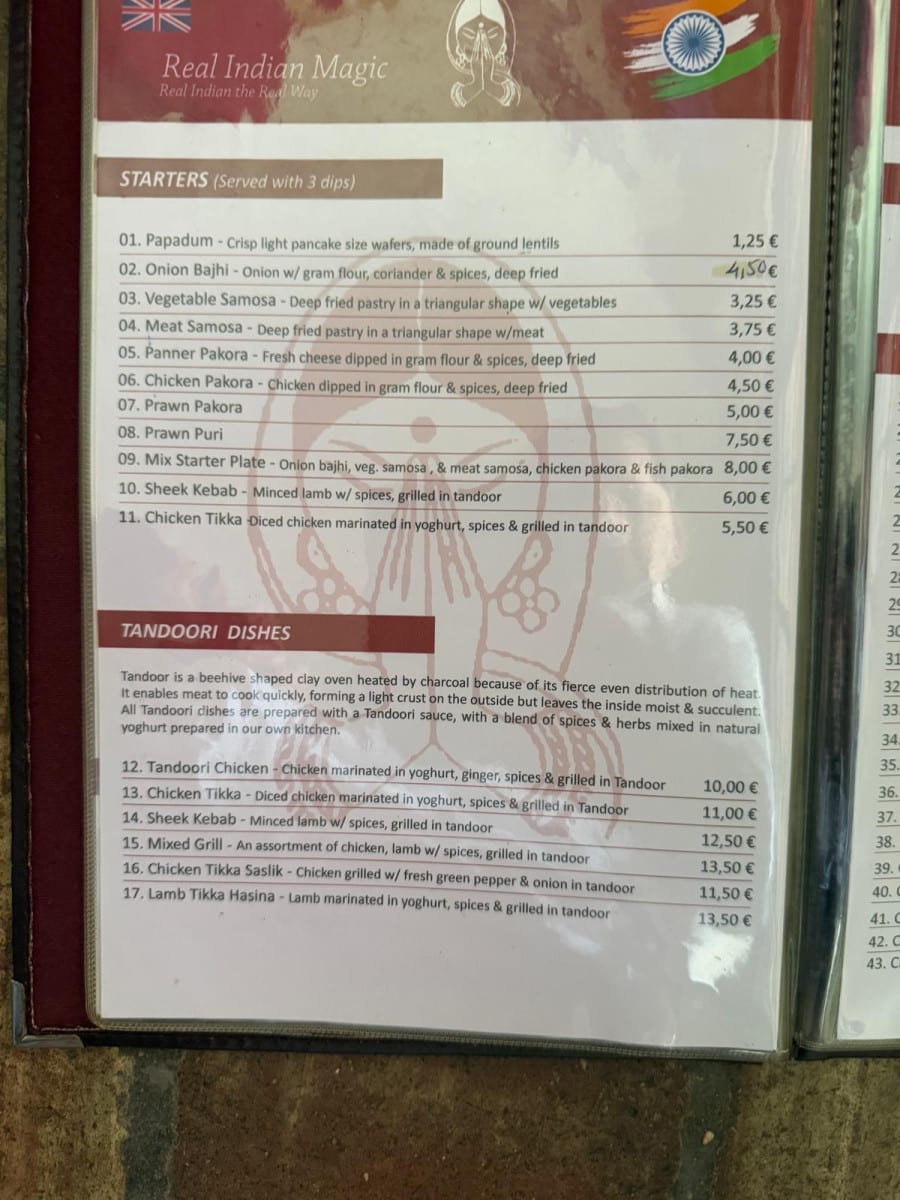 Real Indian Magic
Real Indian the Real Way
STARTERS (Served with 3 dips)
01. Papadum - Crisp light pancake size wafers, made of ground lentils 1,25 €
02. Onion Bajhi - Onion w/ gram flour, coriander & spices, deep fried 4,50€
03. Vegetable Samosa - Deep fried pastry in a triangular shape w/ vegetables 3,25 €
04. Meat Samosa - Deep fried pastry in a triangular shape w/meat 3,75 €
05. Panner Pakora - Fresh cheese dipped in gram flour & spices, deep fried 4,00 €
06. Chicken Pakora - Chicken dipped in gram flour & spices, deep fried 4,50 €
07. Prawn Pakora 5,00 €
08. Prawn Puri 7,50 €
09. Mix Starter Plate - Onion bajhi, veg. samosa , & meat samosa, chicken pakora & fish pakora 8,00 €
10. Sheek Kebab - Minced lamb w/ spices, grilled in tandoor 6,00 €
11. Chicken Tikka -Diced chicken marinated in yoghurt, spices & grilled in tandoor 5,50 €
TANDOORI DISHES
Tandoor is a beehive shaped clay oven heated by charcoal because of its fierce even distribution of heat.
It enables meat to cook quickly, forming a light crust on the outside but leaves the inside moist & succulent.
All Tandoori dishes are prepared with a Tandoori sauce, with a blend of spices & herbs mixed in natural
yoghurt prepared in our own kitchen.
12. Tandoori Chicken - Chicken marinated in yoghurt, ginger, spices & grilled in Tandoor 10,00 €
13. Chicken Tikka - Diced chicken marinated in yoghurt, spices & grilled in Tandoor 11,00 €
14. Sheek Kebab - Minced lamb w/ spices, grilled in tandoor 12,50 €
15. Mixed Grill - An assortment of chicken, lamb w/ spices, grilled in tandoor 13,50 €
16. Chicken Tikka Saslik - Chicken grilled w/ fresh green pepper & onion in tandoor 11,50 €
17. Lamb Tikka Hasina - Lamb marinated in yoghurt, spices & grilled in tandoor 13,50 €
30
31
32
33.
34.
35.
36.
37.
38.
39.
40.
41. C
42. C
43. C